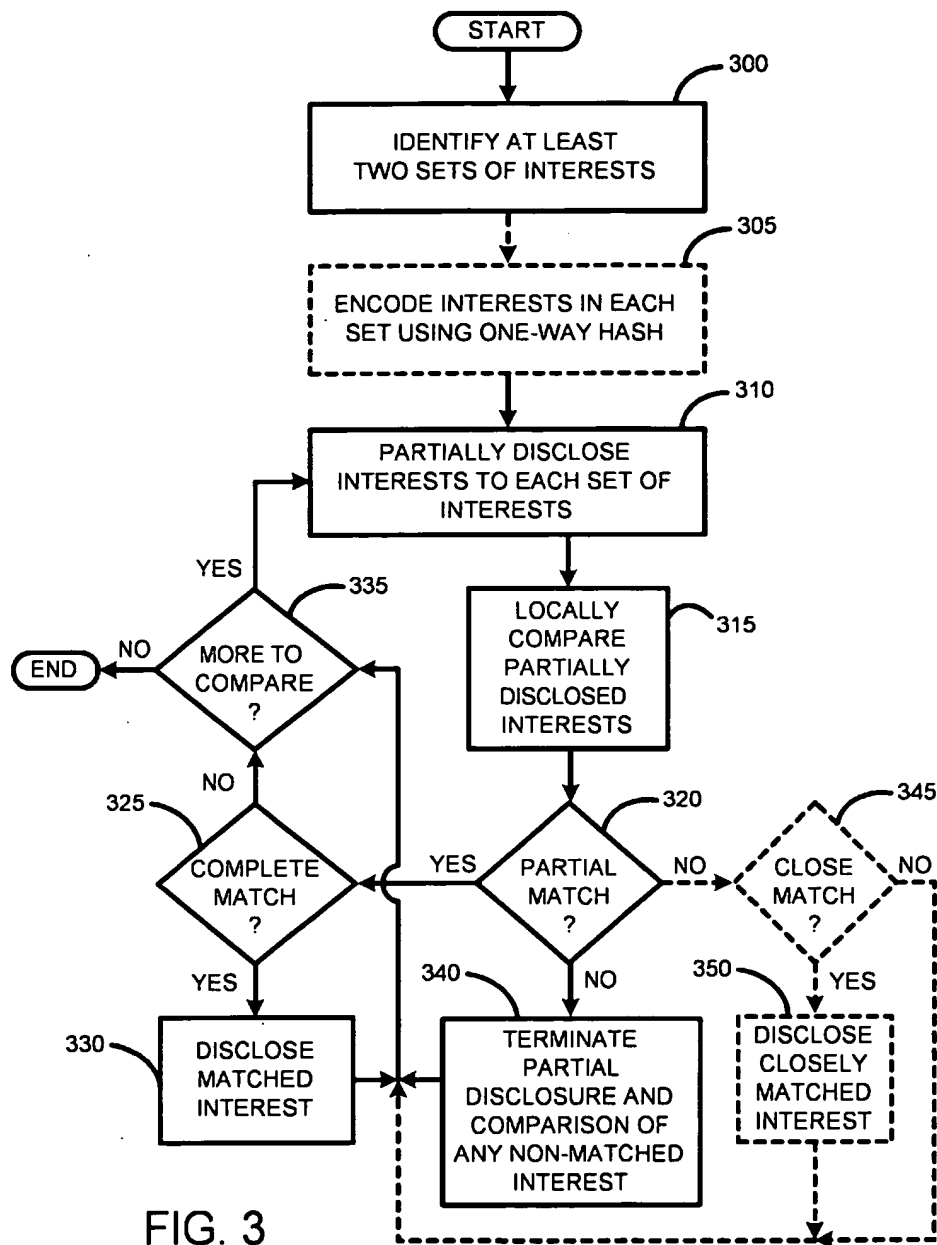 START
300
IDENTIFY AT LEAST
TWO SETS OF INTERESTS
305
ENCODE INTERESTS IN EACH
SET USING ONE-WAY HASH
310
PARTIALLY DISCLOSE
INTERESTS TO EACH SET OF
INTERESTS
YES
335
LOCALLY
COMPARE
PARTIALLY
DISCLOSED
INTERESTS
315
END
NO
MORE TO
COMPARE
?
NO
325
COMPLETE
MATCH
?
YES
320
PARTIAL
MATCH
?
NO
345
CLOSE
MATCH
?
NO
YES
NO
YES
330
DISCLOSE
MATCHED
INTEREST
340
TERMINATE
PARTIAL
DISCLOSURE AND
COMPARISON OF
ANY NON-MATCHED
INTEREST
350
DISCLOSE
CLOSELY
MATCHED
INTEREST
FIG. 3